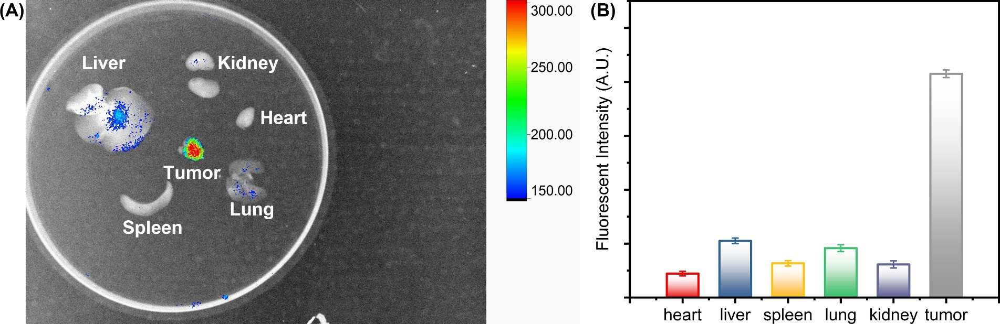 (A)
Liver
Kidney
Heart
Tumor
Lung
Spleen
300.00
250.00
200.00
150.00
(B)
Fluorescent Intensity (A.U.)
heart liver spleen lung kidney tumor